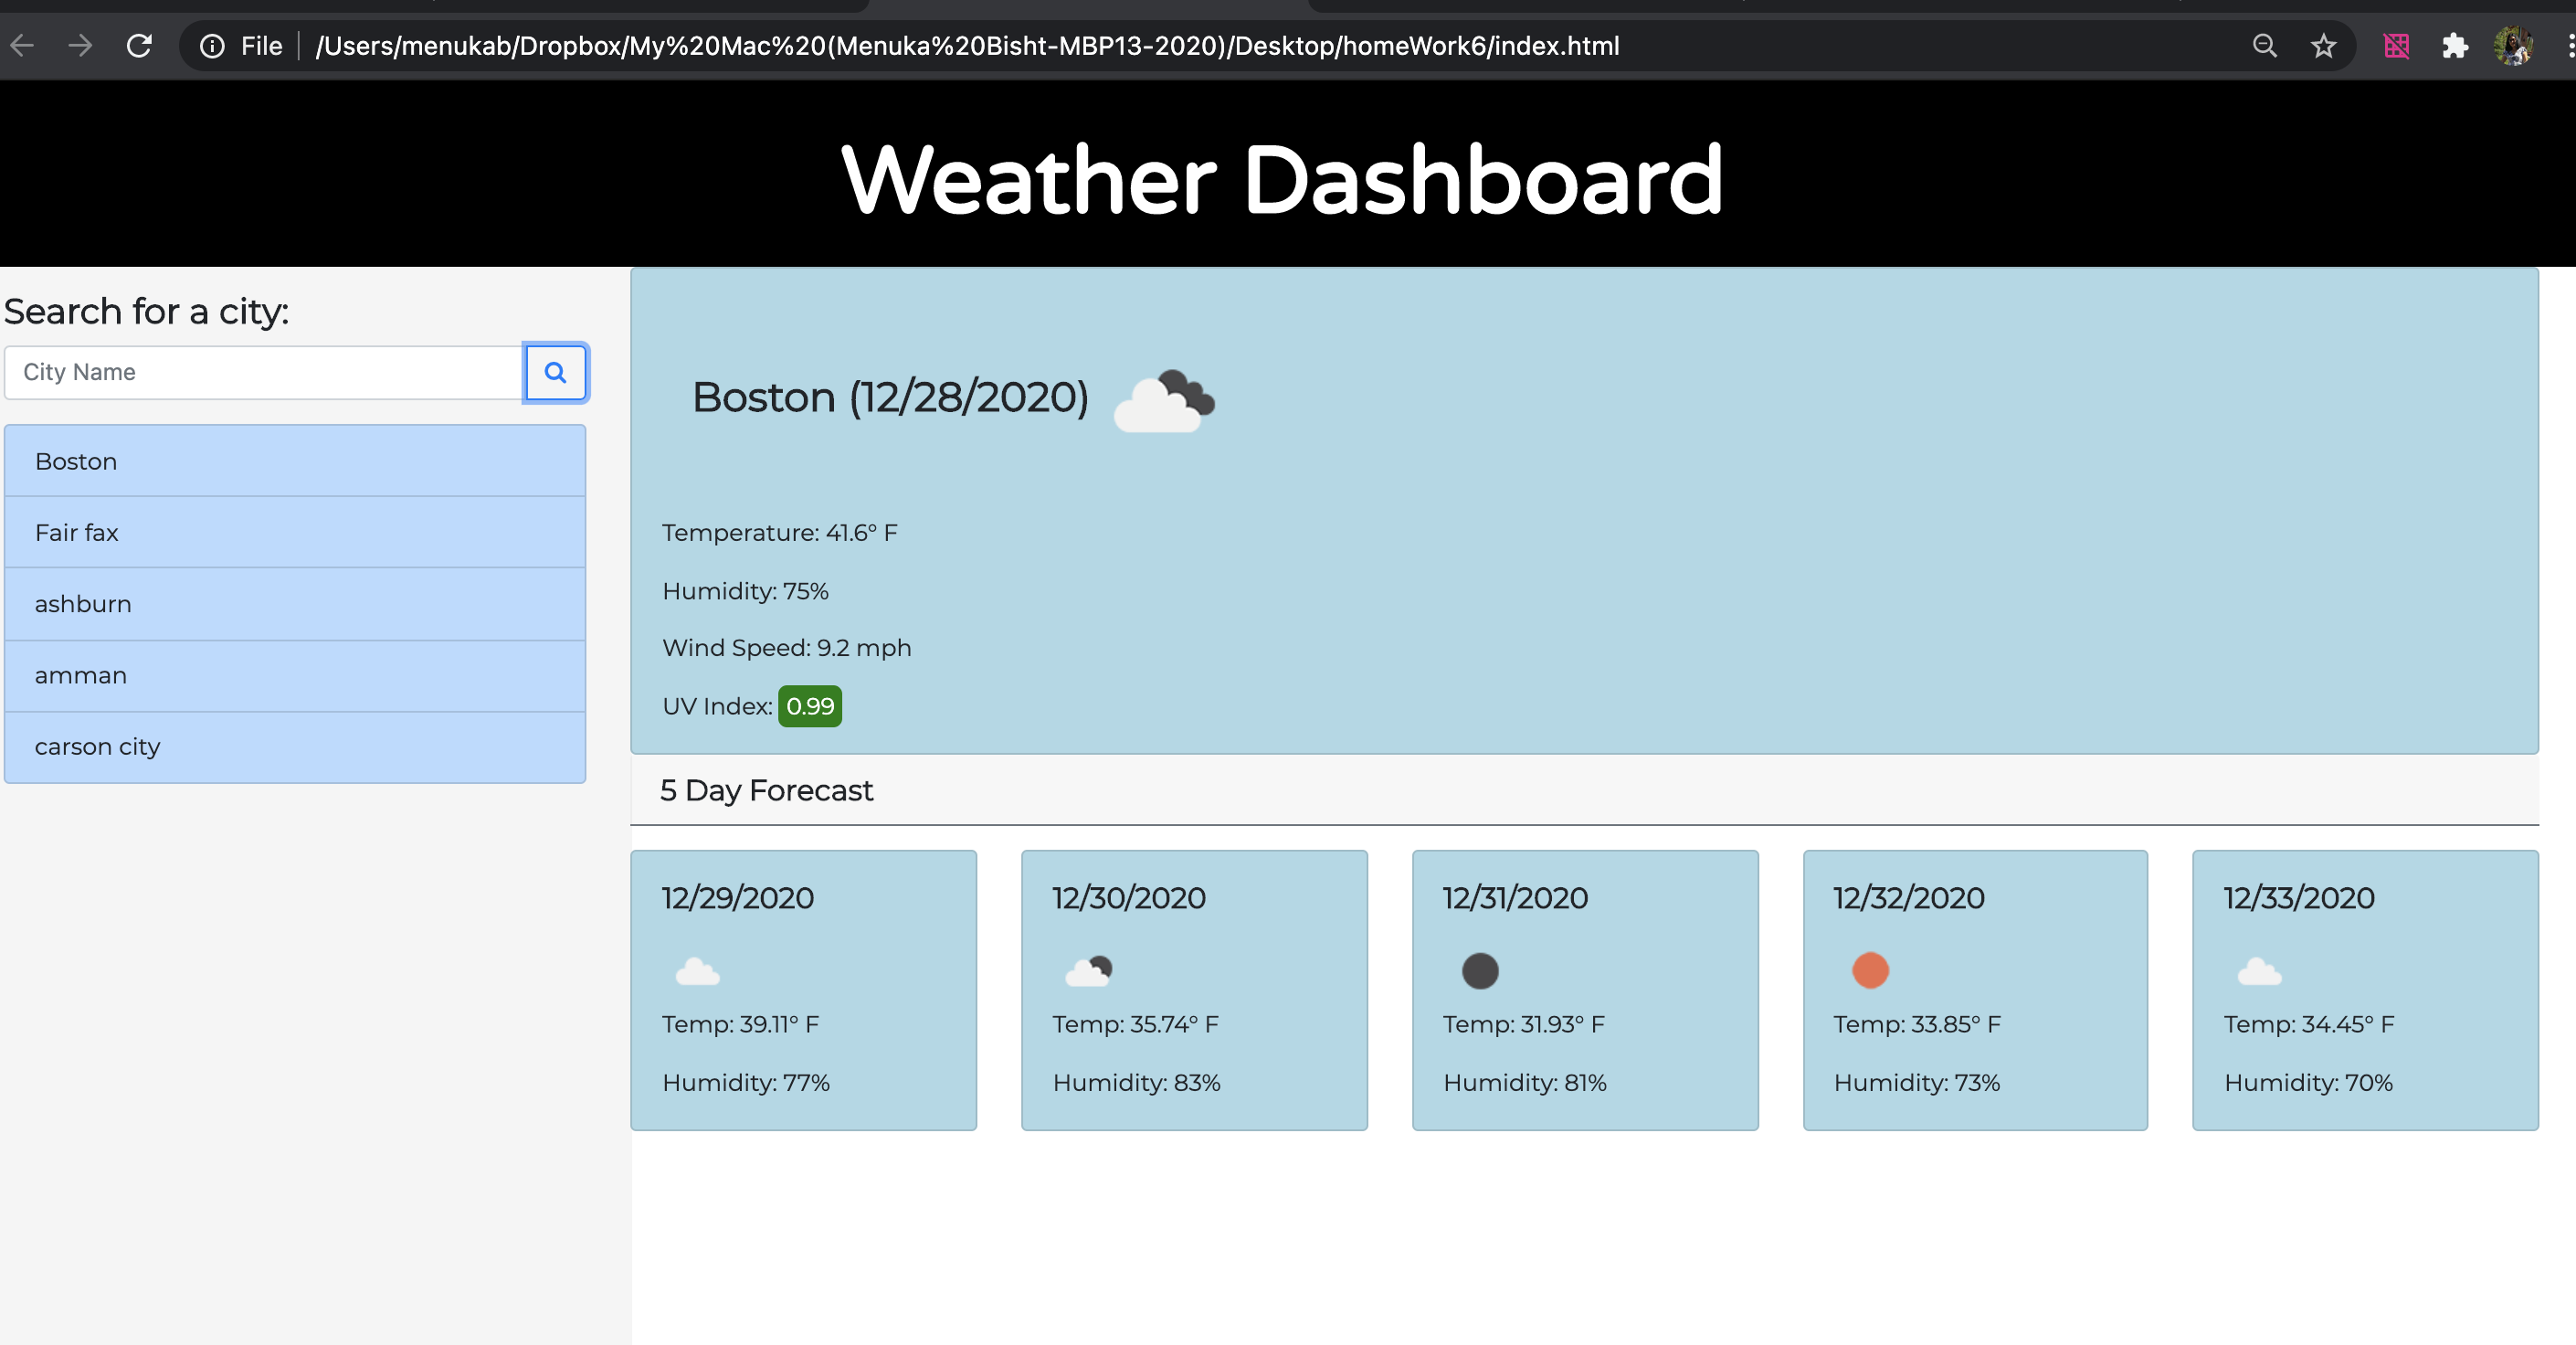 File /Users/menukab/Dropbox/My%20Mac%20(Menuka%20Bisht-MBP13-2020)/Desktop/homeWork6/index.html
Weather Dashboard
Search for a city:
City Name
Boston
Fair fax
ashburn
amman
carson city
Boston (12/28/2020)
Temperature: 41.6° F
Humidity: 75%
Wind Speed: 9.2 mph
UV Index: 0.99
5 Day Forecast
12/29/2020
Temp: 39.11° F
Humidity: 77%
12/30/2020
Temp: 35.74° F
Humidity: 83%
12/31/2020
Temp: 31.93° F
Humidity: 81%
12/32/2020
Temp: 33.85° F
Humidity: 73%
12/33/2020
Temp: 34.45° F
Humidity: 70%